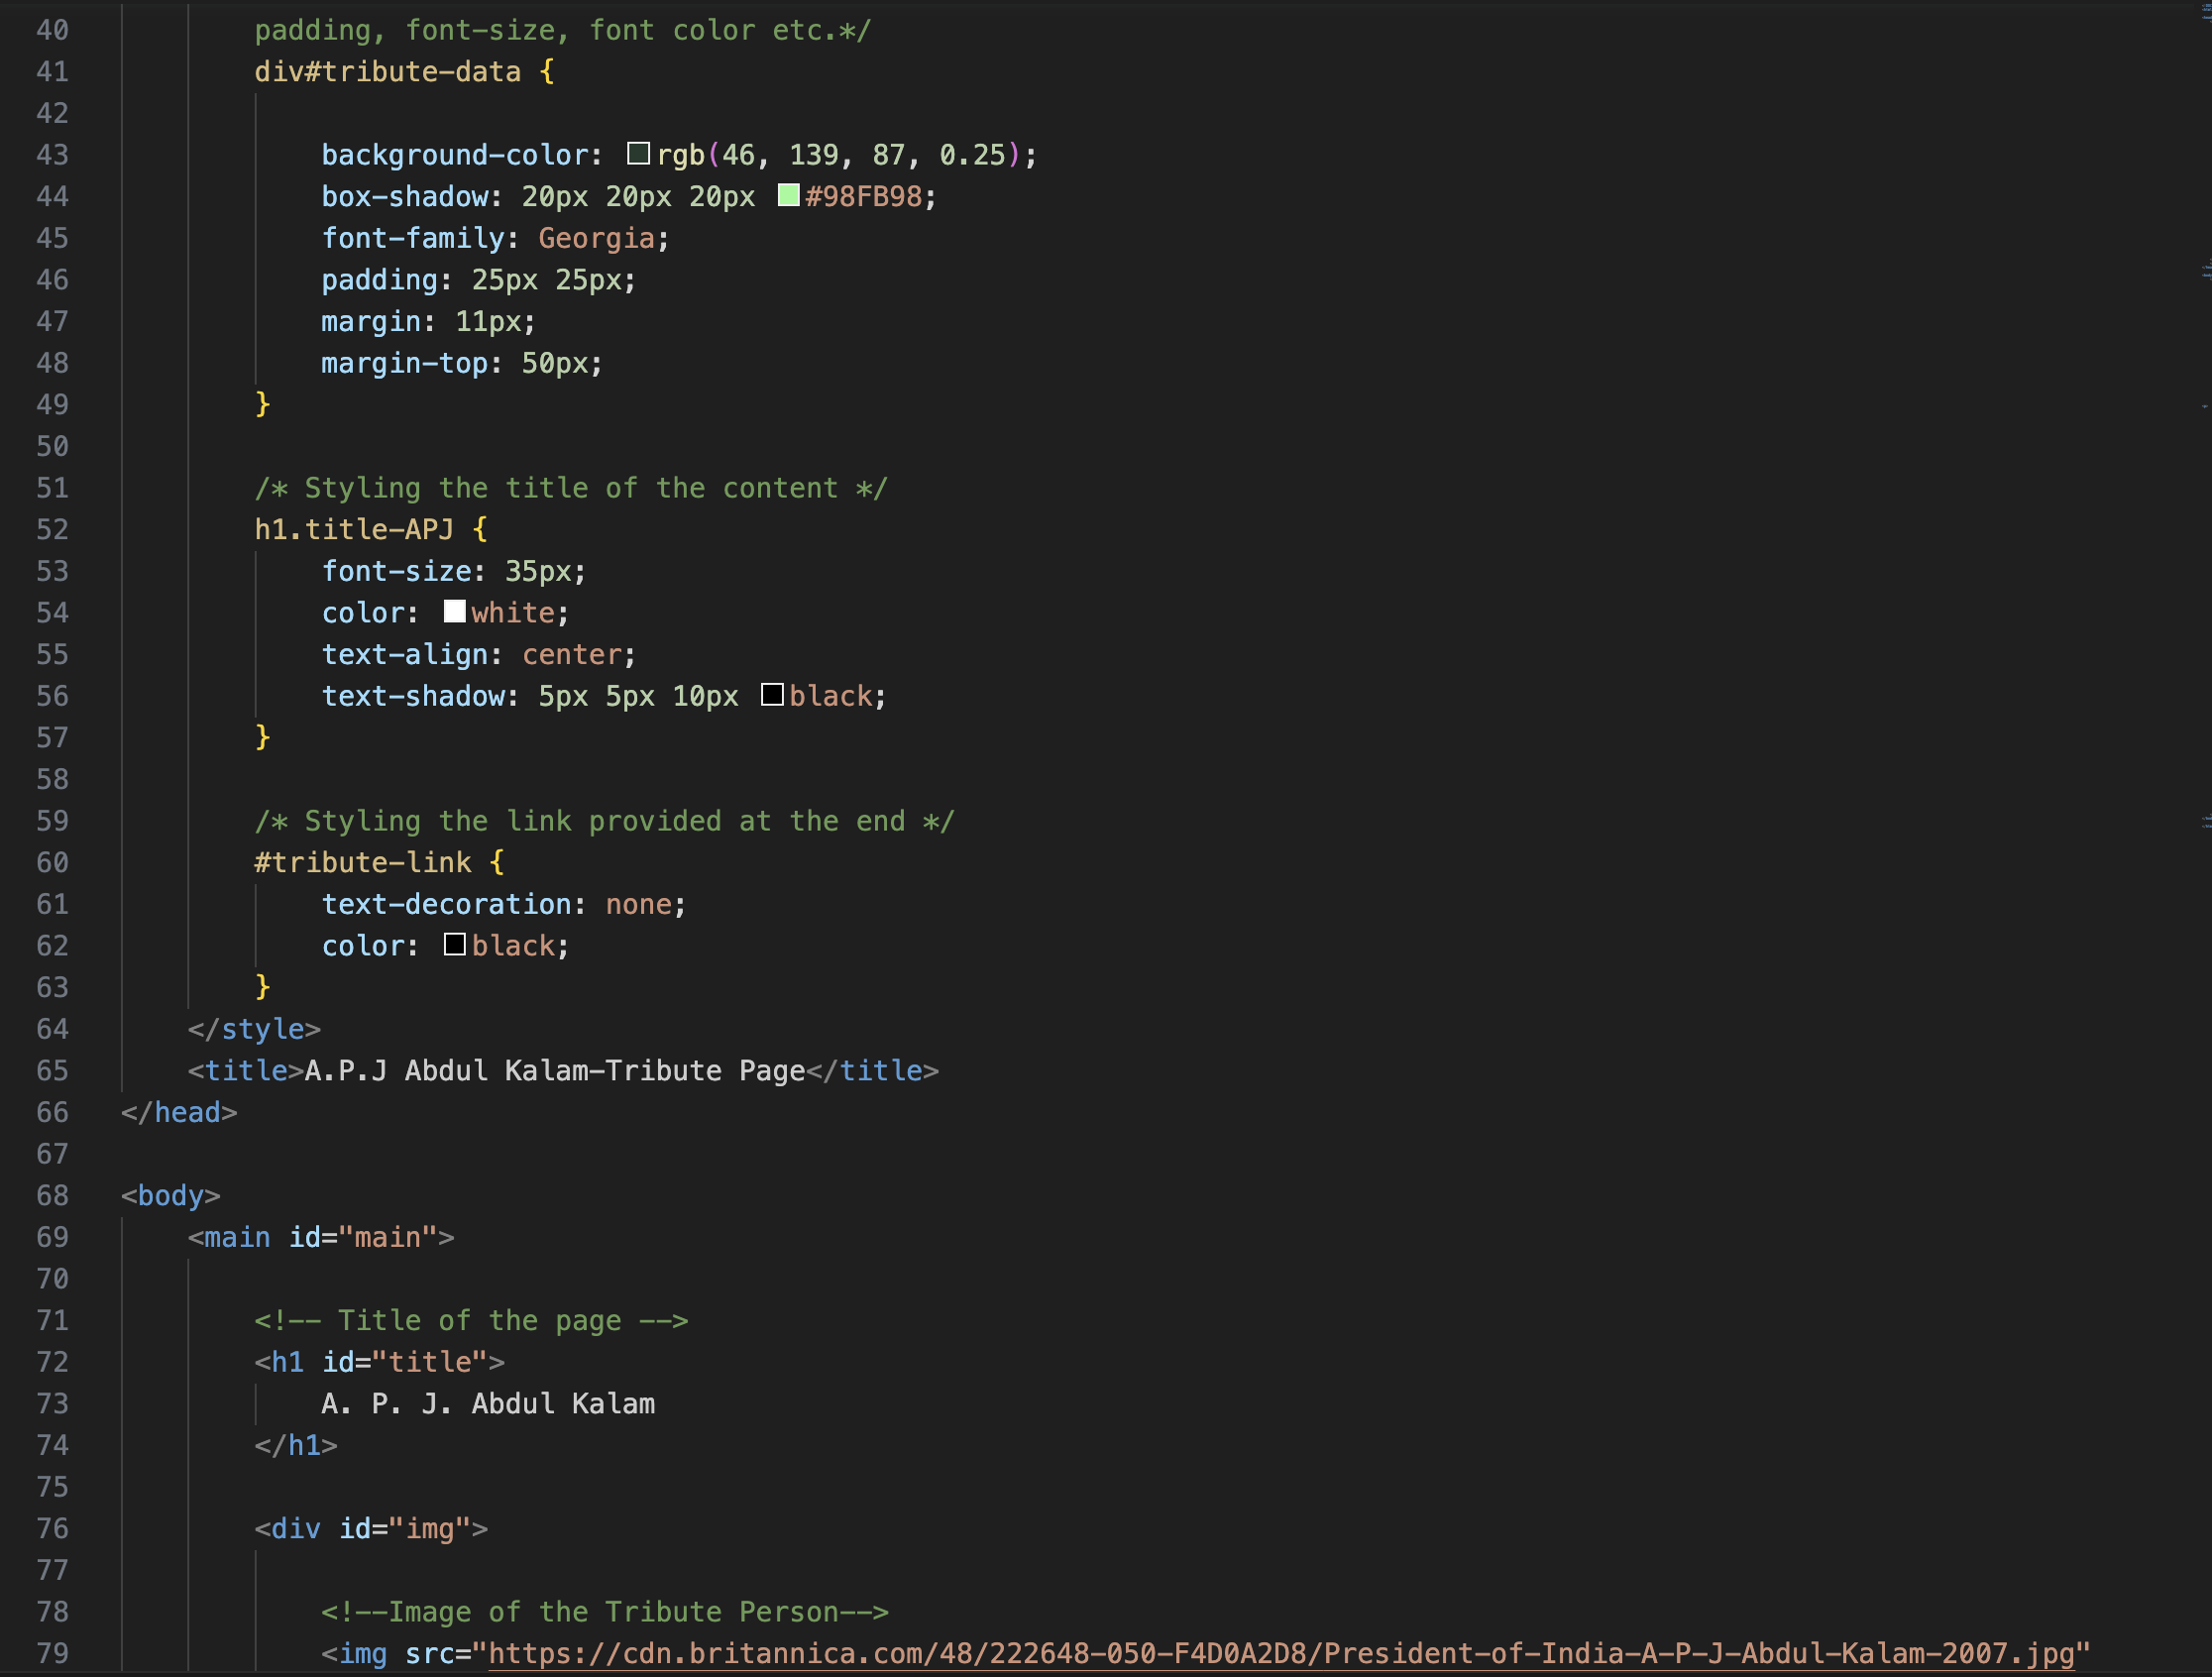 40 padding, font-size, font color etc.*/
41 div#tribute-data {
42
43 background-color: rgb(46, 139, 87, 0.25);
44 box-shadow: 20px 20px 20px #98FB98;
45 font-family: Georgia;
46 padding: 25px 25px;
47 margin: 11px;
48 margin-top: 50px;
49 }
50
51 /* Styling the title of the content */
52 h1.title-APJ {
53 font-size: 35px;
54 color: white;
55 text-align: center;
56 text-shadow: 5px 5px 10px black;
57 }
58
59 /* Styling the link provided at the end */
60 #tribute-link {
61 text-decoration: none;
62 color: black;
63 }
64 </style>
65 <title>A.P.J Abdul Kalam-Tribute Page</title>
66 </head>
67
68 <body>
69 <main id="main">
70
71 <!-- Title of the page -->
72 <h1 id="title">
73 A. P. J. Abdul Kalam
74 </h1>
75
76 <div id="img">
77
78 <!--Image of the Tribute Person-->
79 <img src="https://cdn.britannica.com/48/222648-050-F4D0A2D8/President-of-India-A-P-J-Abdul-Kalam-2007.jpg"